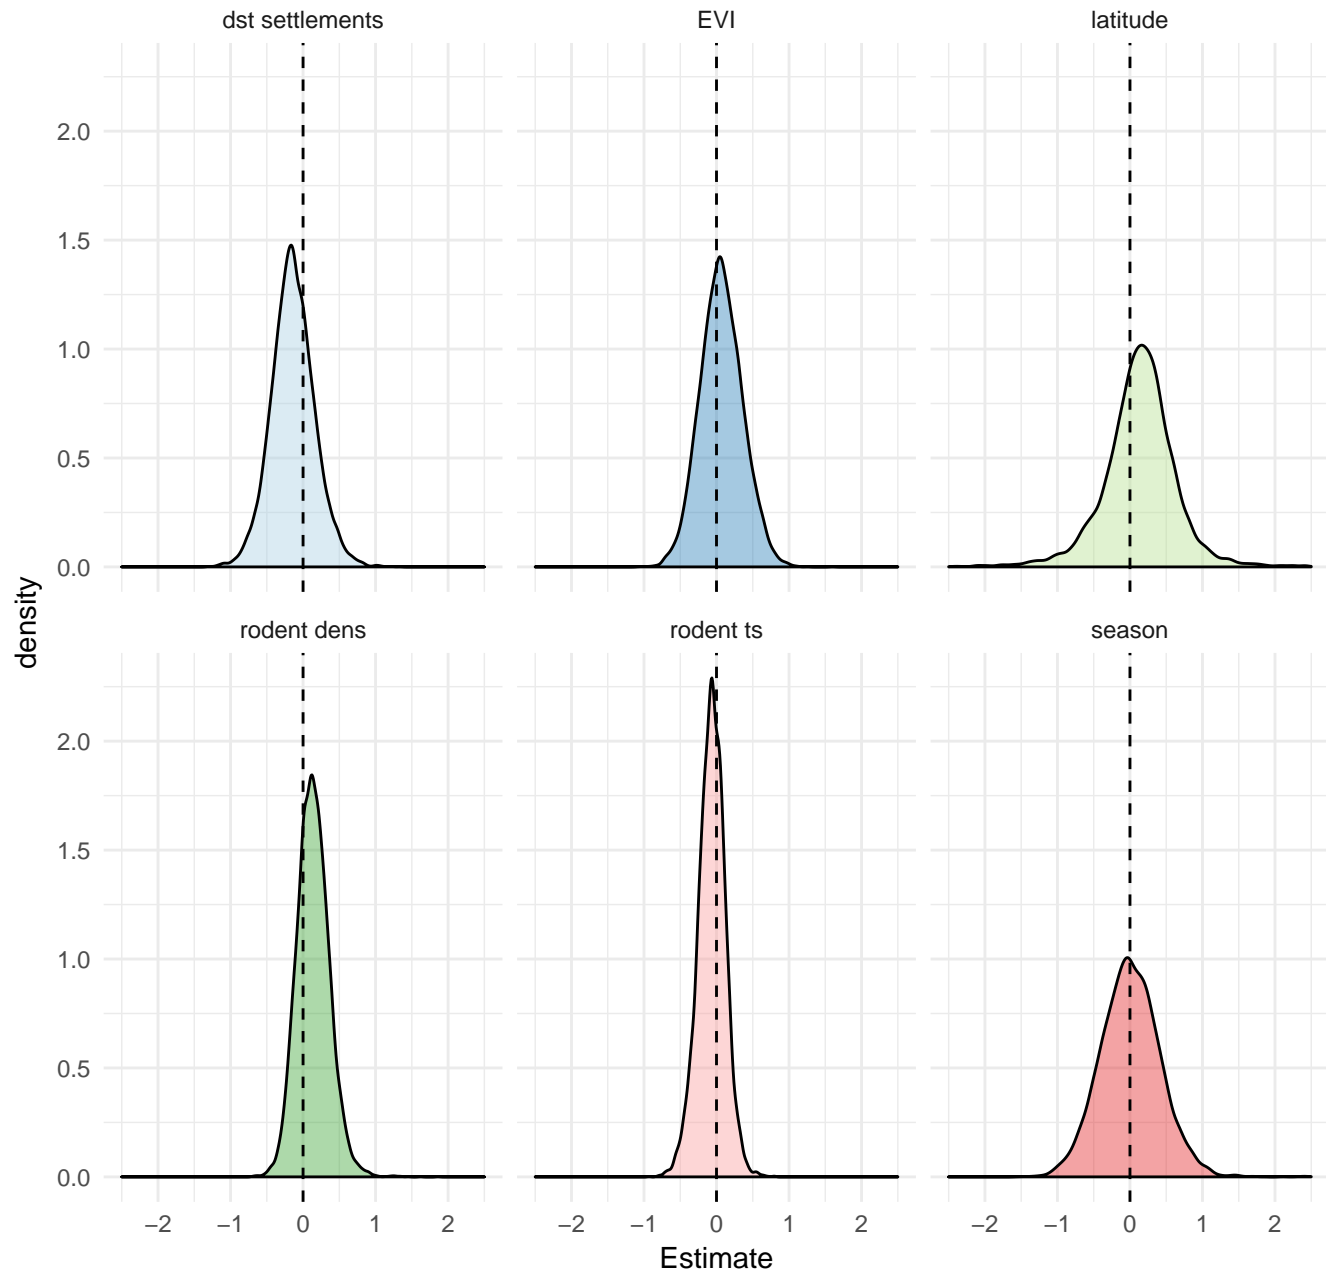 dst settlements EVI latitude
2.0
1.5
1.0
0.5
0.0
density
rodent dens rodent ts season
2.0
1.5
1.0
0.5
0.0
−2 −1 0 1 2 −2 −1 0 1 2 −2 −1 0 1 2
Estimate